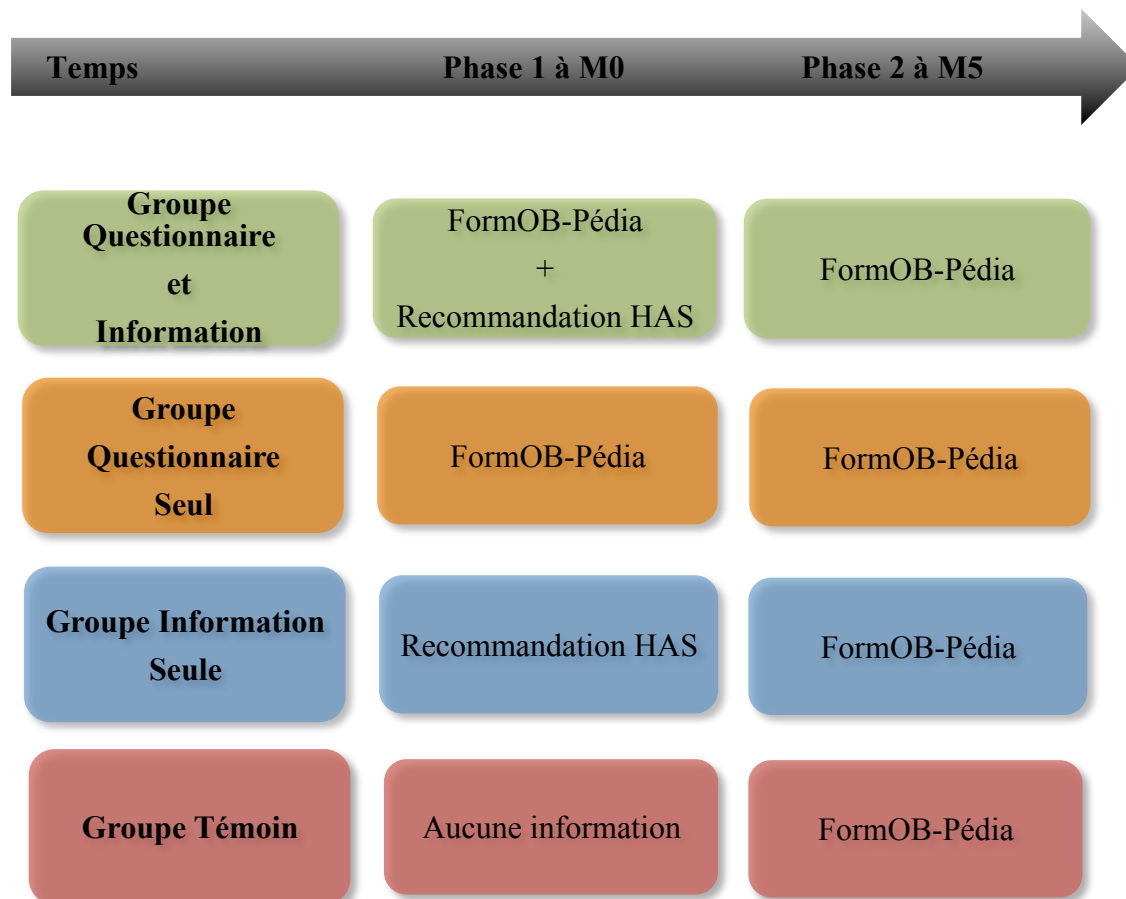 Temps Phase 1 à M0 Phase 2 à M5
Groupe
Questionnaire
et
Information
FormOB-Pédia
+
Recommandation HAS
FormOB-Pédia
Groupe
Questionnaire
Seul
FormOB-Pédia
FormOB-Pédia
Groupe Information
Seule
Recommandation HAS
FormOB-Pédia
Groupe Témoin
Aucune information
FormOB-Pédia